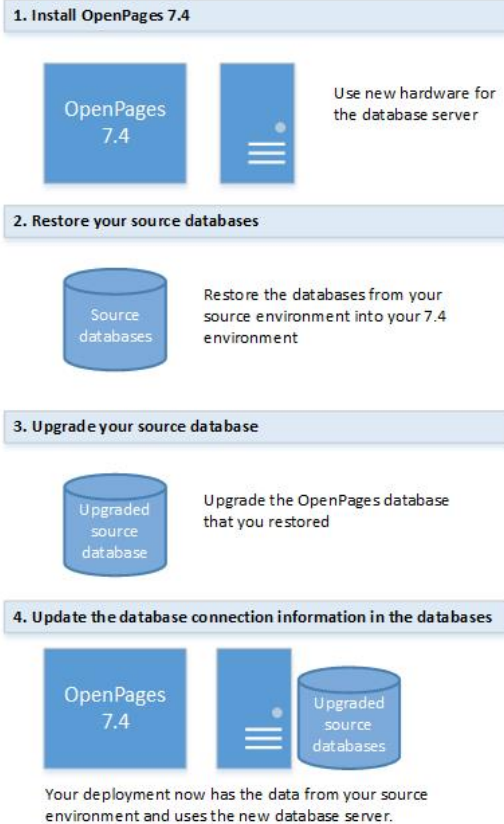 1. Install OpenPages 7.4
OpenPages
7.4
Use new hardware for
the database server
2. Restore your source databases
Source
databases
Restore the databases from your
source environment into your 7.4
environment
3. Upgrade your source database
Upgraded
source
database
Upgrade the OpenPages database
that you restored
4. Update the database connection information in the databases
OpenPages
7.4
Upgraded
source
databases
Your deployment now has the data from your source
environment and uses the new database server.